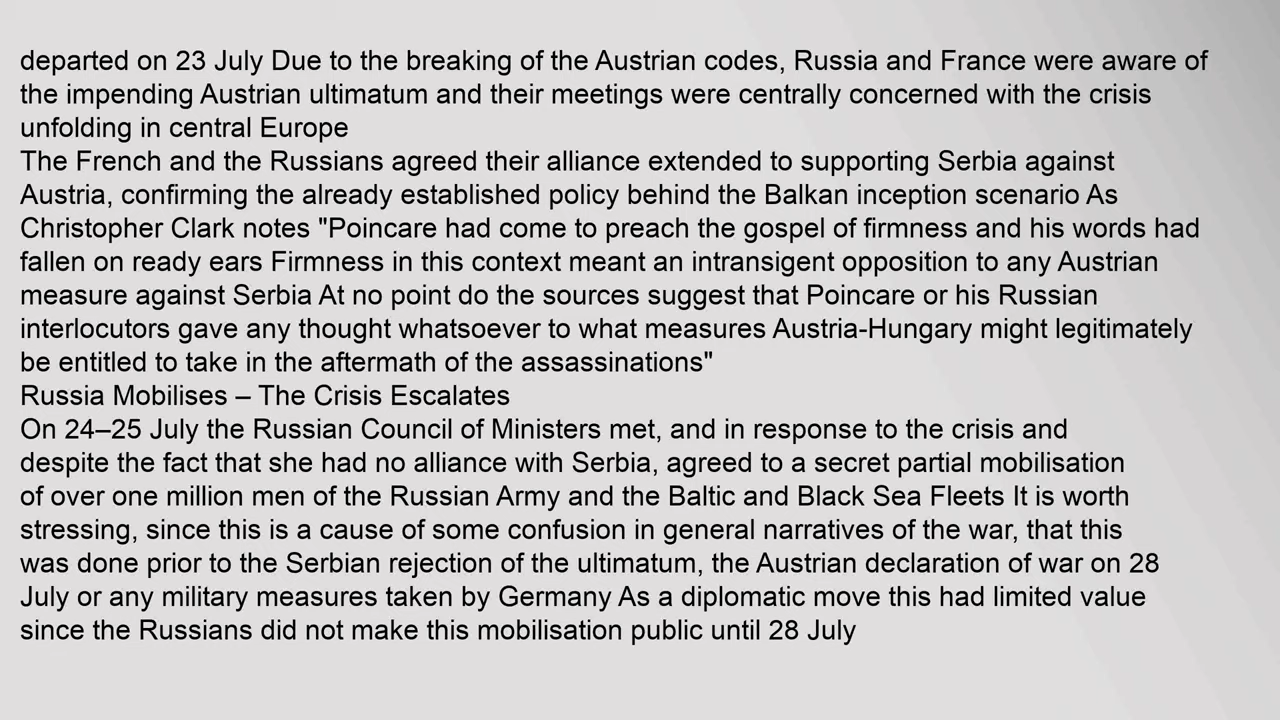 departed on 23 July Due to the breaking of the Austrian codes, Russia and France were aware of
the impending Austrian ultimatum and their meetings were centrally concerned with the crisis
unfolding in central Europe
The French and the Russians agreed their alliance extended to supporting Serbia against
Austria, confirming the already established policy behind the Balkan inception scenario As
Christopher Clark notes "Poincare had come to preach the gospel of firmness and his words had
fallen on ready ears Firmness in this context meant an intransigent opposition to any Austrian
measure against Serbia At no point do the sources suggest that Poincare or his Russian
interlocutors gave any thought whatsoever to what measures Austria-Hungary might legitimately
be entitled to take in the aftermath of the assassinations"
Russia Mobilises – The Crisis Escalates
On 24–25 July the Russian Council of Ministers met, and in response to the crisis and
despite the fact that she had no alliance with Serbia, agreed to a secret partial mobilisation
of over one million men of the Russian Army and the Baltic and Black Sea Fleets It is worth
stressing, since this is a cause of some confusion in general narratives of the war, that this
was done prior to the Serbian rejection of the ultimatum, the Austrian declaration of war on 28
July or any military measures taken by Germany As a diplomatic move this had limited value
since the Russians did not make this mobilisation public until 28 July